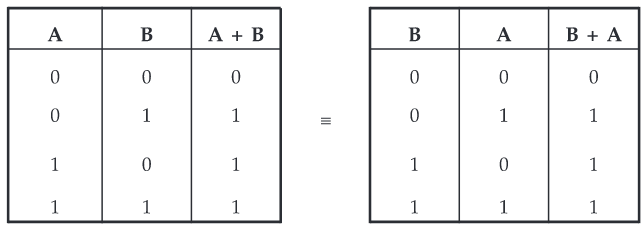 A B A + B B A B + A
0 0 0 0 0 0
0 1 1 0 1 1
≡
1 0 1 1 0 1
1 1 1 1 1 1